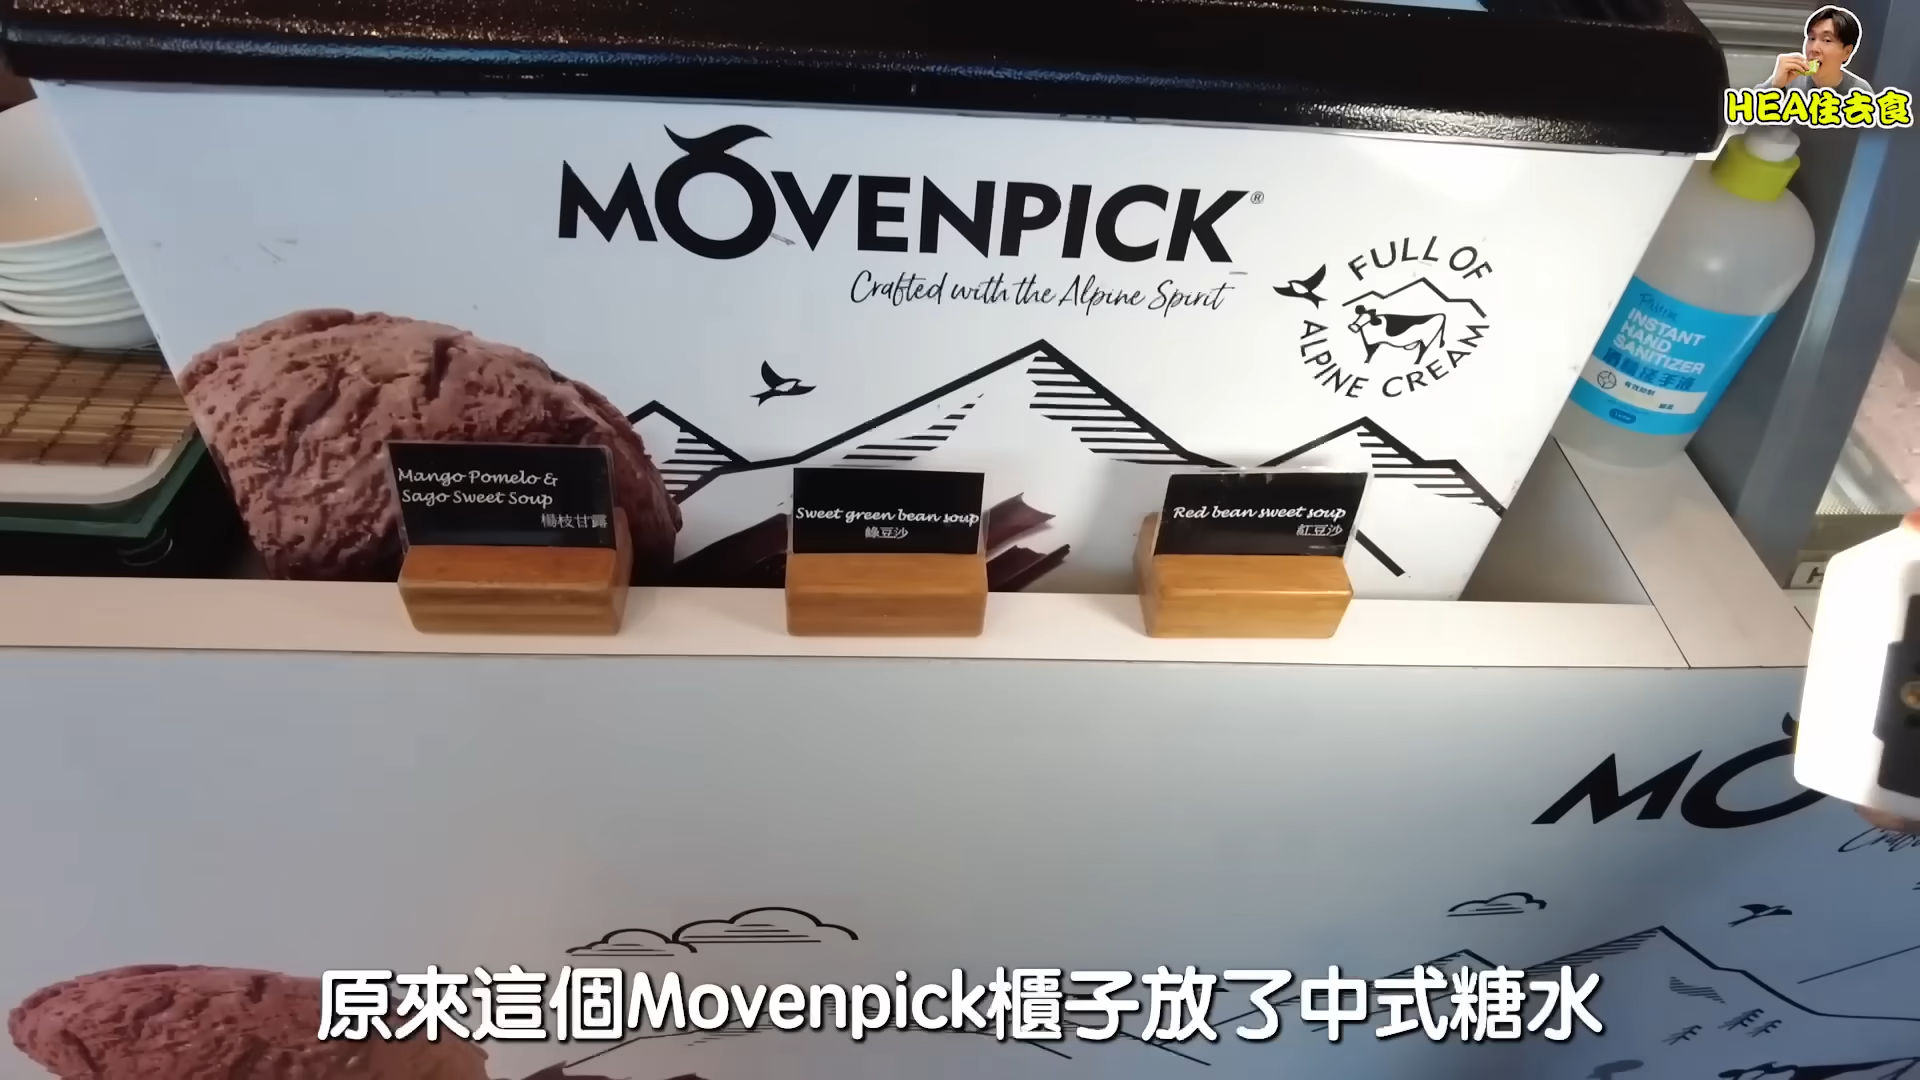 HEA住去食
MÖVENPICK®
Crafted with the Alpine Spirit
FULL OF
ALPINE CREAM
INSTANT
HAND
SANITIZER
Mango Pomelo &
Sago Sweet Soup
楊枝甘露
Sweet green bean soup
綠豆沙
Red bean sweet soup
紅豆沙
MÖ
原來這個Movenpick櫃子放了中式糖水